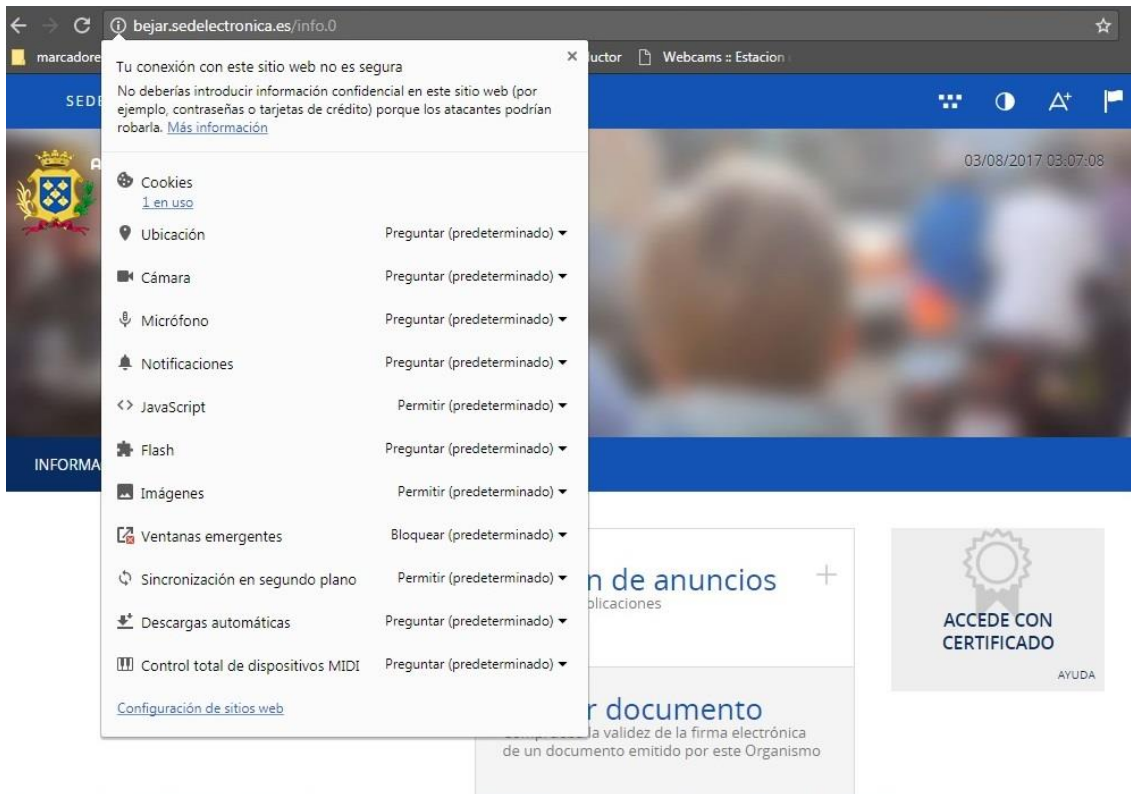 bejar.sedelectronica.es/info.0
marcadore
uctor
Webcams :: Estacion
Tu conexión con este sitio web no es segura
No deberías introducir información confidencial en este sitio web (por
ejemplo, contraseñas o tarjetas de crédito) porque los atacantes podrían
robarla. Más información
SEDE
03/08/2017 03:07:08
Cookies
1 en uso
Ubicación Preguntar (predeterminado)
Cámara Preguntar (predeterminado)
Micrófono Preguntar (predeterminado)
Notificaciones Preguntar (predeterminado)
JavaScript Permitir (predeterminado)
Flash Preguntar (predeterminado)
INFORMA
Imágenes Permitir (predeterminado)
Ventanas emergentes Bloquear (predeterminado)
Sincronización en segundo plano Permitir (predeterminado)
Descargas automáticas Preguntar (predeterminado)
Control total de dispositivos MIDI Preguntar (predeterminado)
Configuración de sitios web
n de anuncios
blicaciones
r documento
la validez de la firma electrónica
de un documento emitido por este Organismo
ACCEDE CON
CERTIFICADO
AYUDA